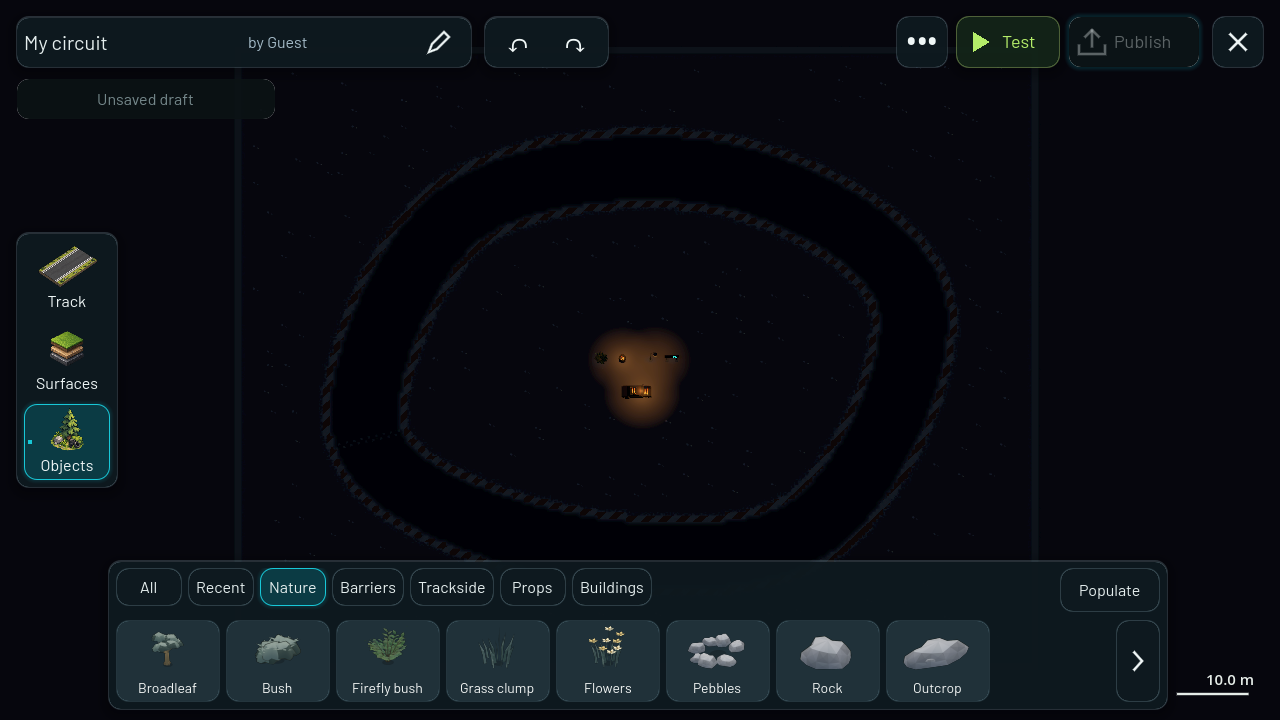 My circuit
by Guest
Test
Publish
Unsaved draft
Track
Surfaces
Objects
All
Recent
Nature
Barriers
Trackside
Props
Buildings
Populate
Broadleaf
Bush
Firefly bush
Grass clump
Flowers
Pebbles
Rock
Outcrop
10.0 m